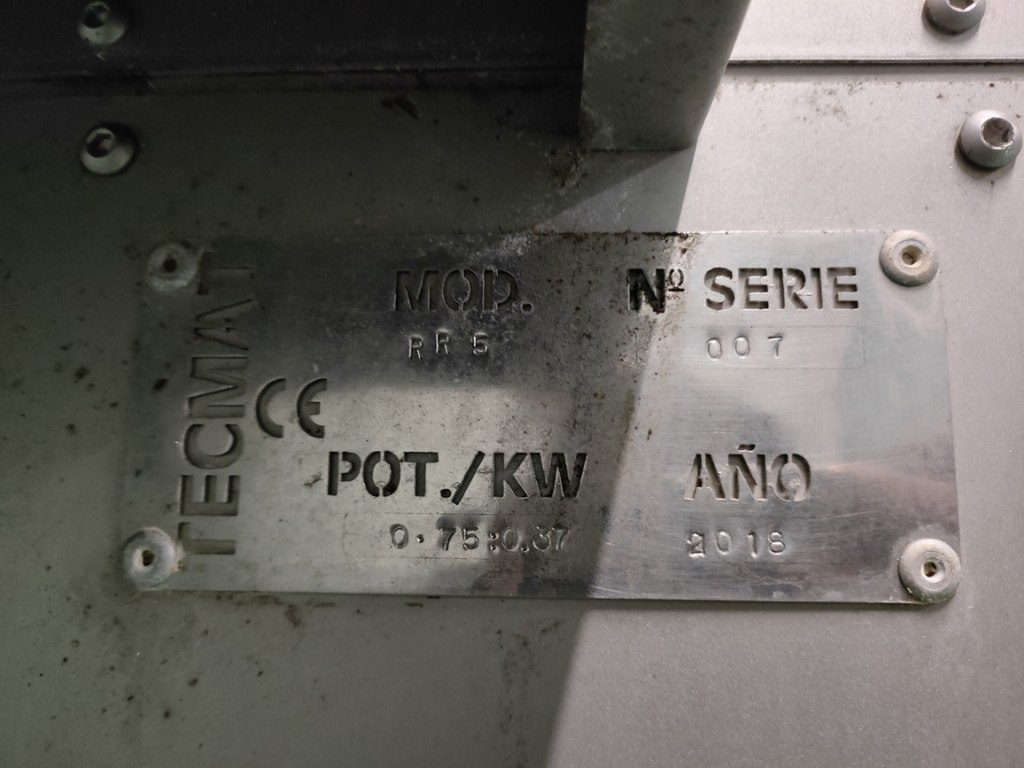 TECMAT
MOD. Nº SERIE
RR5 007
CE
POT./KW AÑO
0.75:0,37 2018